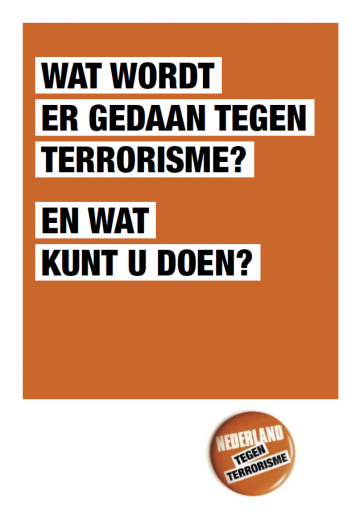 WAT WORDT
ER GEDAAN TEGEN
TERRORISME?
EN WAT
KUNT U DOEN?
NEDERLAND
TEGEN
TERRORISME